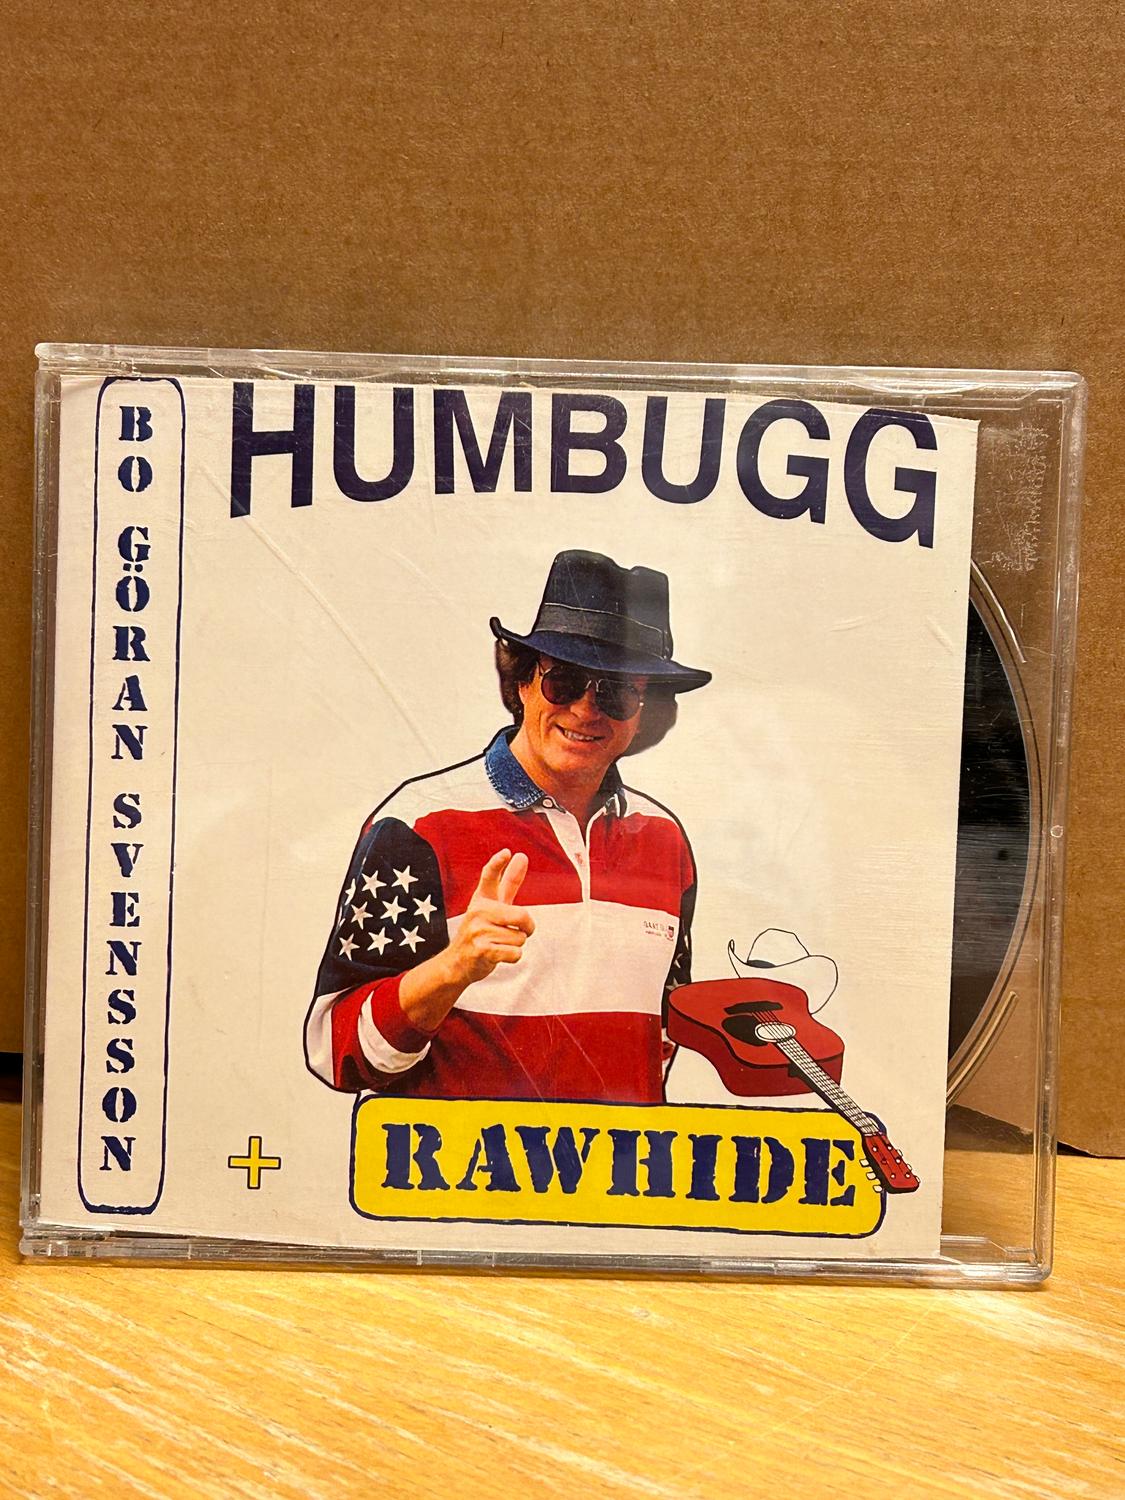 BO GÖRAN SVENSSON
HUMBUGG
+ RAWHIDE